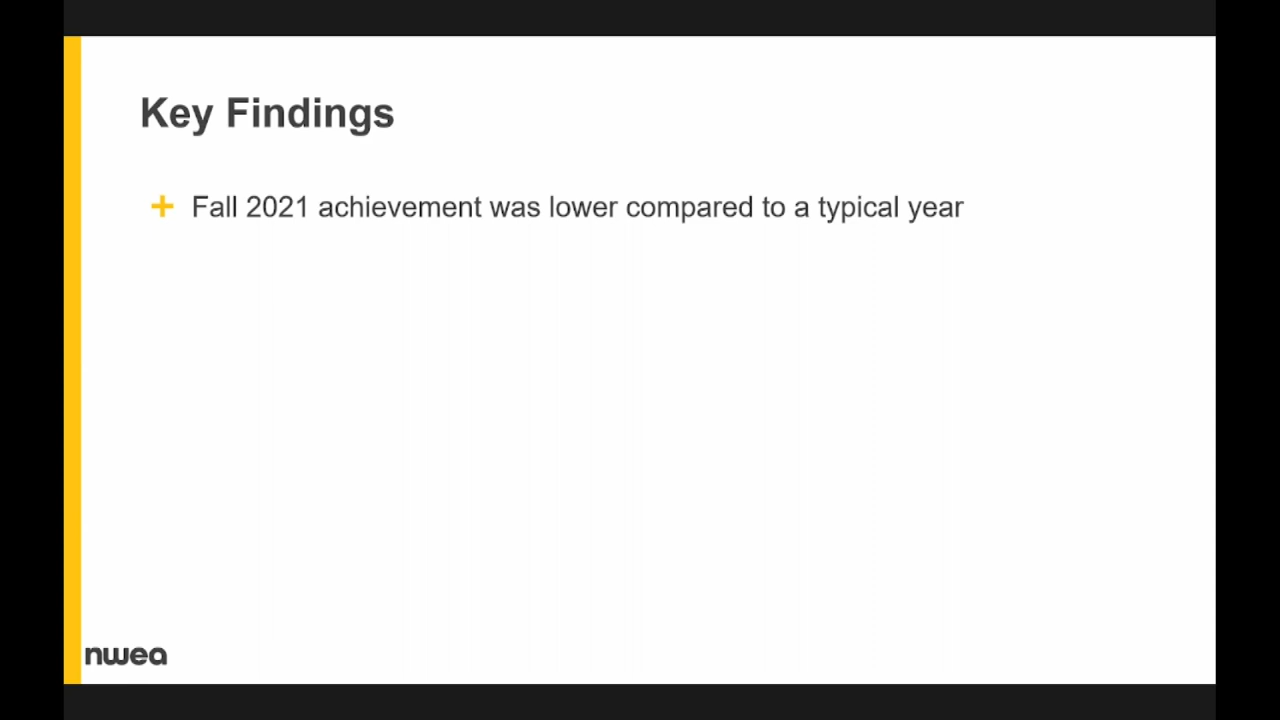 Key Findings
+ Fall 2021 achievement was lower compared to a typical year
nwea